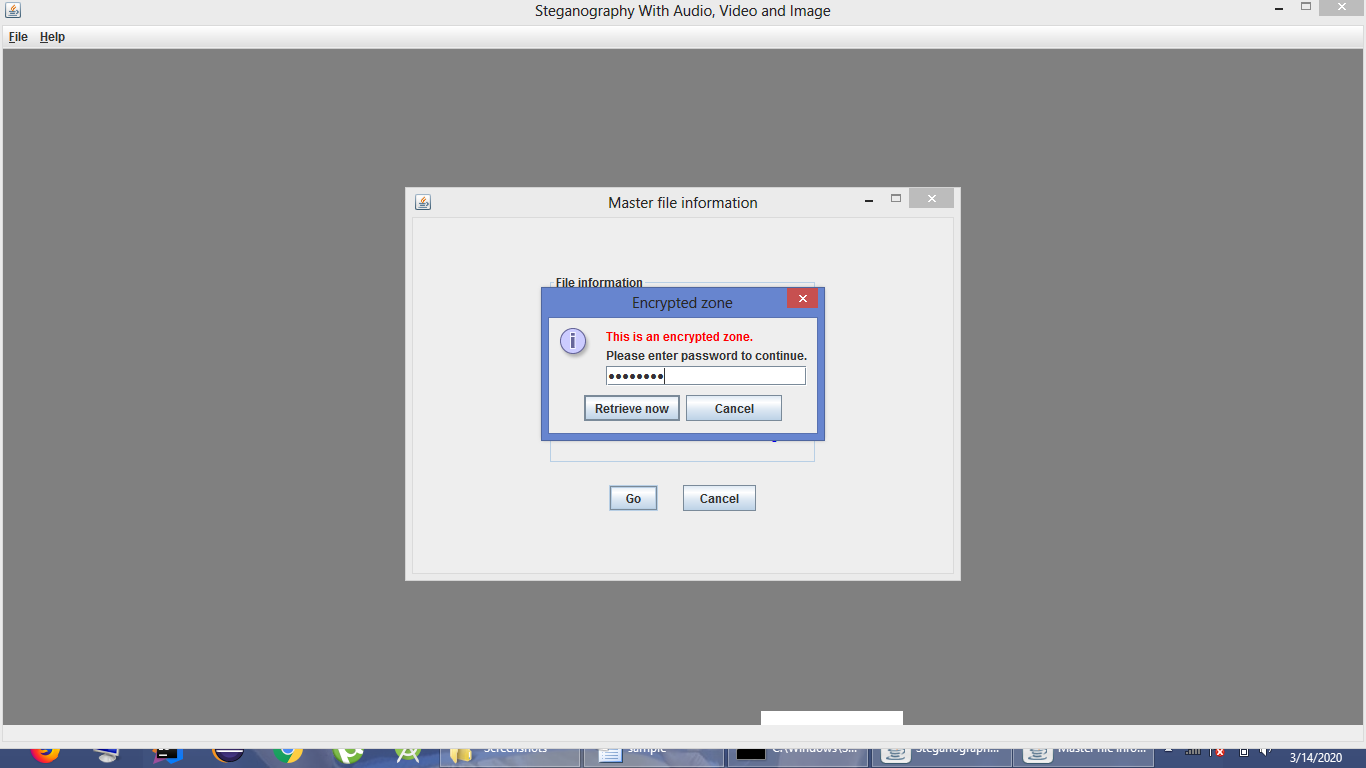 Steganography With Audio, Video and Image
File Help
Master file information
File information
Encrypted zone
This is an encrypted zone.
Please enter password to continue.
••••••••
Retrieve now Cancel
Go Cancel
Screenshots sample C:\Windows\S... Steganograph... Master file info...
3/14/2020